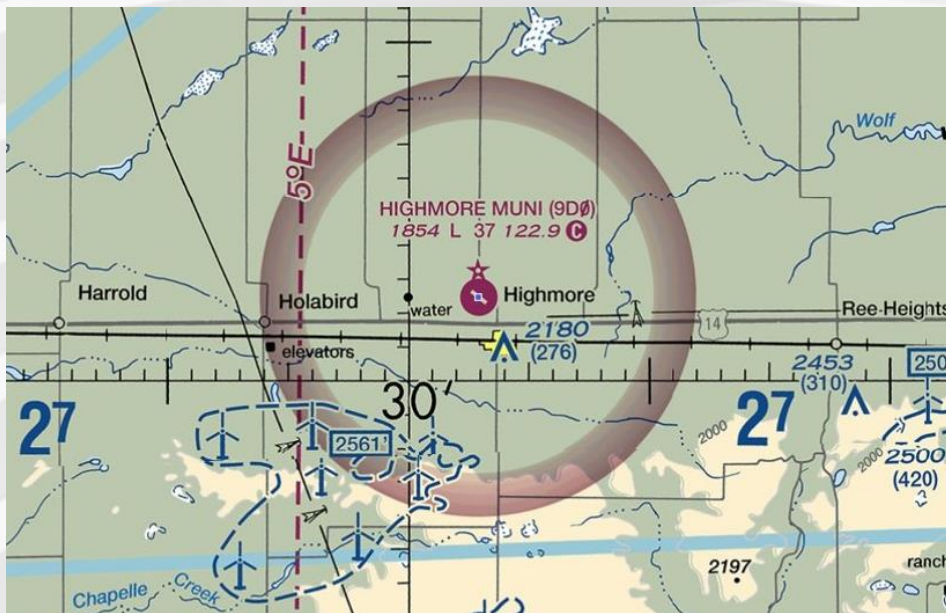 Wolf
5°E
HIGHMORE MUNI (9DØ)
1854 L 37 122.9 C
Harrold
Holabird
water
Highmore
14
Ree Heights
elevators
2180
(276)
2453
(310)
250
27
30'
27
2561'
2000
2000
2500
(420)
2197
ranch
Chapelle Creek